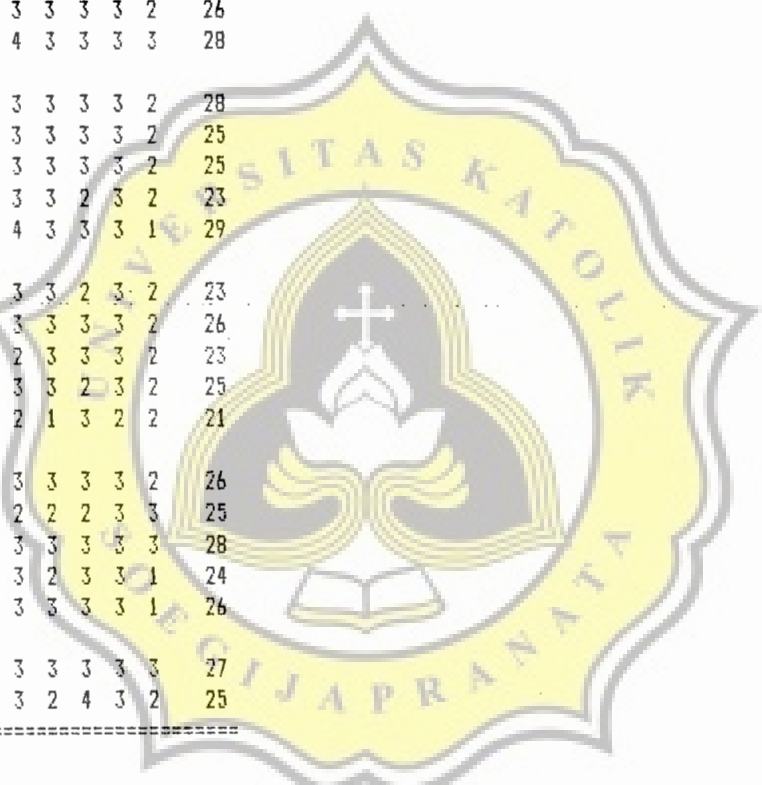 3 3 3 3 2 26
4 3 3 3 3 28
3 3 3 3 2 28
3 3 3 3 2 25
3 3 3 3 2 25
3 3 2 3 2 23
4 3 3 3 1 29
3 3 2 3 2 23
3 3 3 3 2 26
2 3 3 3 2 23
3 3 2 3 2 25
2 1 3 2 2 21
3 3 3 3 2 26
2 2 2 3 3 25
3 3 3 3 3 28
3 2 3 3 1 24
3 3 3 3 1 26
3 3 3 3 3 27
3 2 4 3 2 25
UNIVERSITAS KATOLIK
SOEGIJAPRANATA